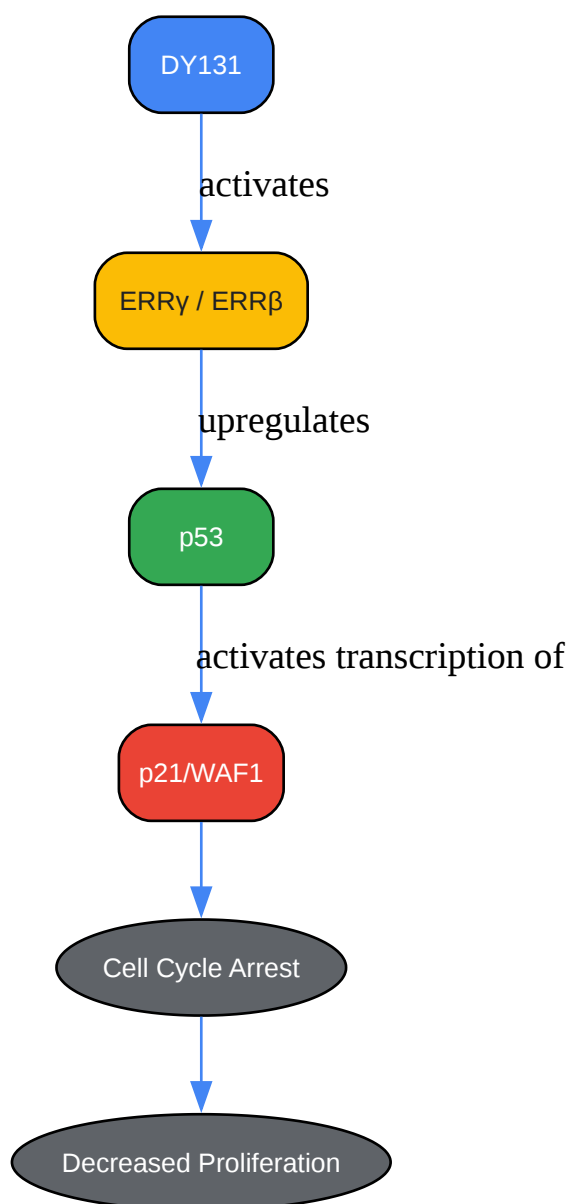 DY131
activates
ERRγ / ERRβ
upregulates
p53
activates transcription of
p21/WAF1
Cell Cycle Arrest
Decreased Proliferation